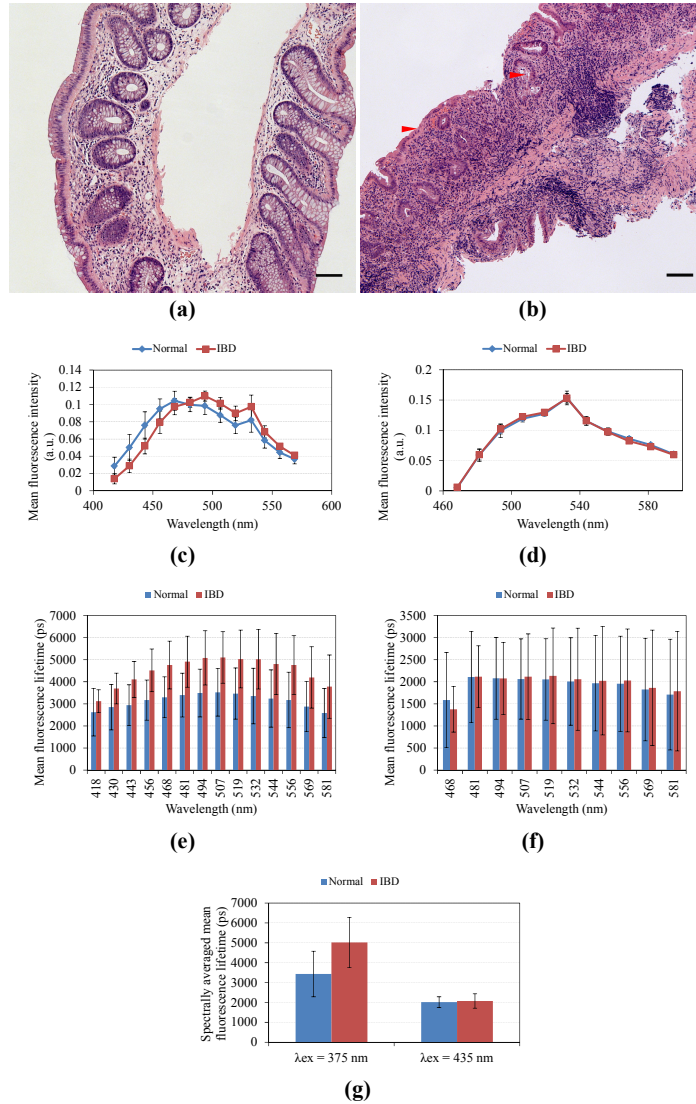 (a)
(b)
Normal IBD
0.14
0.12
0.1
0.08
0.06
0.04
0.02
0
400 450 500 550 600
Mean fluorescence intensity
(a.u.)
Wavelength (nm)
(c)
Normal IBD
0.2
0.15
0.1
0.05
0
460 500 540 580
Mean fluorescence intensity
(a.u.)
Wavelength (nm)
(d)
Normal IBD
7000
6000
5000
4000
3000
2000
1000
0
418 430 443 456 468 481 494 507 519 532 544 556 569 581
Mean fluorescence lifetime (ps)
Wavelength (nm)
(e)
Normal IBD
3500
3000
2500
2000
1500
1000
500
0
468 481 494 507 519 532 544 556 569 581
Mean fluorescence lifetime (ps)
Wavelength (nm)
(f)
Normal IBD
7000
6000
5000
4000
3000
2000
1000
0
Spectrally averaged mean
fluorescence lifetime (ps)
λex = 375 nm λex = 435 nm
(g)